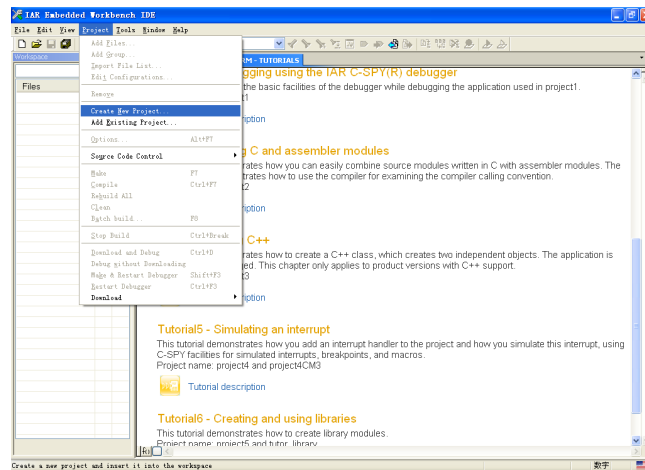 IAR Embedded Workbench IDE
File Edit View Project Tools Window Help
Workspace
Files
Add Files...
Add Group...
Import File List...
Edit Configurations...
Remove
Create New Project...
Add Existing Project...
Options... Alt+F7
Source Code Control
Make F7
Compile Ctrl+F7
Rebuild All
Clean
Batch build... F8
Stop Build Ctrl+Break
Download and Debug Ctrl+D
Debug without Downloading
Make & Restart Debugger Shift+F3
Restart Debugger Ctrl+F3
Download
RM - TUTORIALS
gging using the IAR C-SPY(R) debugger
the basic facilities of the debugger while debugging the application used in project1.
t1
ription
g C and assembler modules
rates how you can easily combine source modules written in C with assembler modules. The
trates how to use the compiler for examining the compiler calling convention.
t2
ription
C++
rates how to create a C++ class, which creates two independent objects. The application is
ed. This chapter only applies to product versions with C++ support.
t3
ription
Tutorial5 - Simulating an interrupt
This tutorial demonstrates how you add an interrupt handler to the project and how you simulate this interrupt, using
C-SPY facilities for simulated interrupts, breakpoints, and macros.
Project name: project4 and project4CM3
Tutorial description
Tutorial6 - Creating and using libraries
This tutorial demonstrates how to create library modules.
Project name: project5 and tutor_library
Create a new project and insert it into the workspace
数字